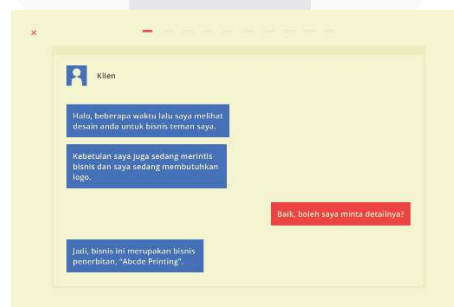 Klien
Halo, beberapa waktu lalu saya melihat
desain anda untuk bisnis teman saya.
Kebetulan saya juga sedang merintis
bisnis dan saya sedang membutuhkan
logo.
Baik, boleh saya minta detailnya?
Jadi, bisnis ini merupakan bisnis
penerbitan, "Abcde Printing".